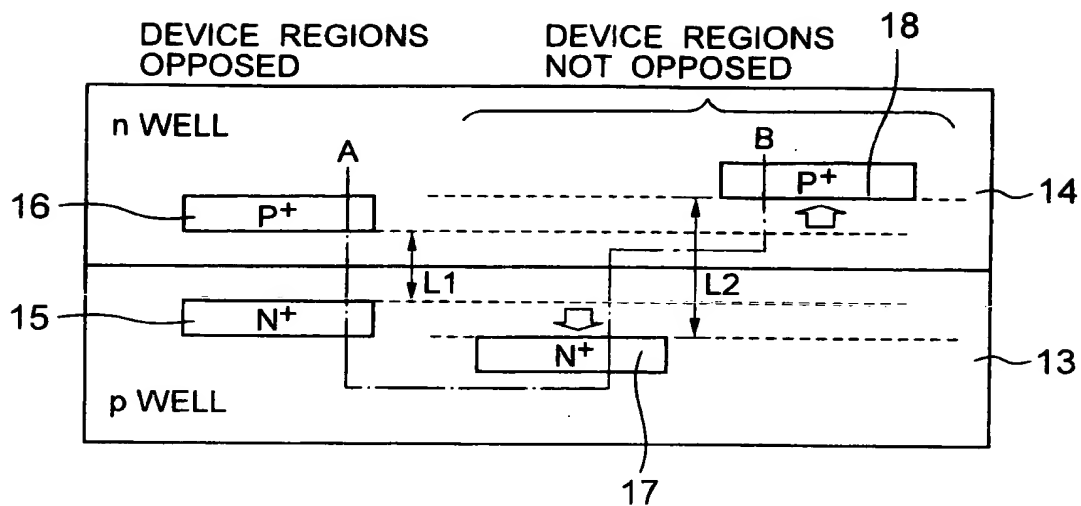 DEVICE REGIONS
OPPOSED
DEVICE REGIONS
NOT OPPOSED
18
n WELL
A
B
P+
14
16
P+
L1
L2
15
N+
N+
13
p WELL
17